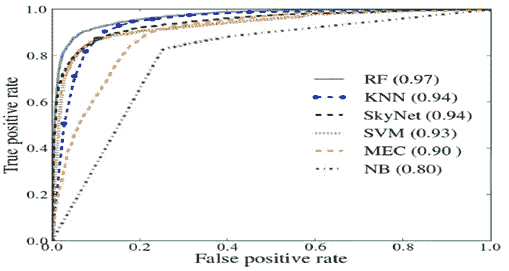 1.0
0.8
0.6
0.4
0.2
0.0
True positive rate
RF (0.97)
KNN (0.94)
SkyNet (0.94)
SVM (0.93)
MEC (0.90 )
NB (0.80)
0.0 0.2 0.4 0.6 0.8 1.0
False positive rate